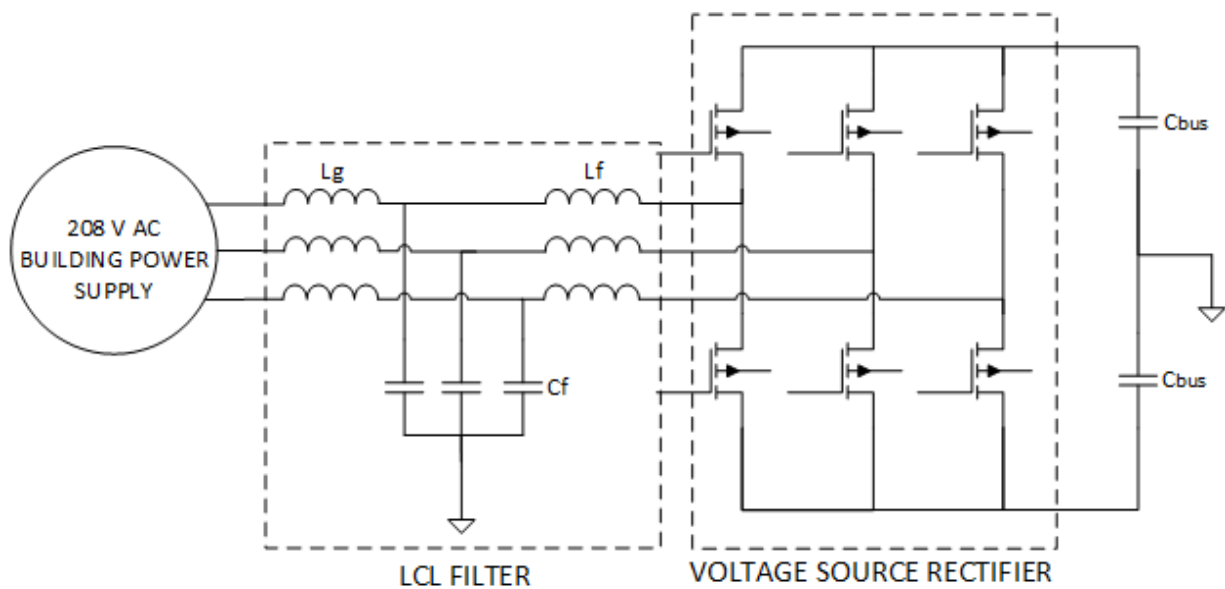 Lg
Lf
208 V AC
BUILDING POWER
SUPPLY
Cf
Cbus
Cbus
LCL FILTER
VOLTAGE SOURCE RECTIFIER